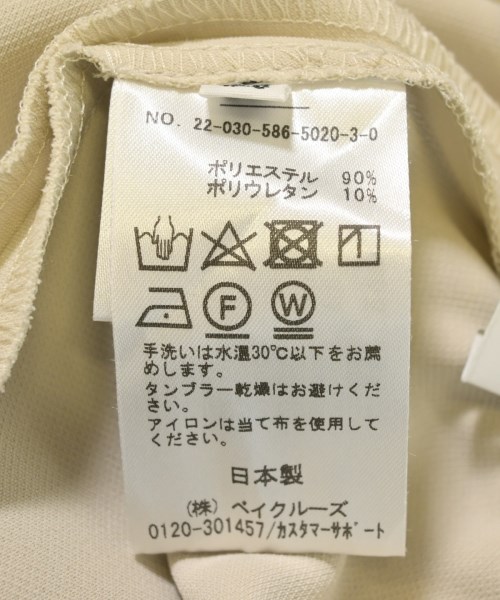 NO. 22-030-586-5020-3-0
ポリエステル 90%
ポリウレタン 10%
F W
手洗いは水温30℃以下をお薦
めします。
タンブラー乾燥はお避けくださ
い。
アイロンは当て布を使用して
ください。
日本製
(株) ベイクルーズ
0120-301457/カスタマーサポート